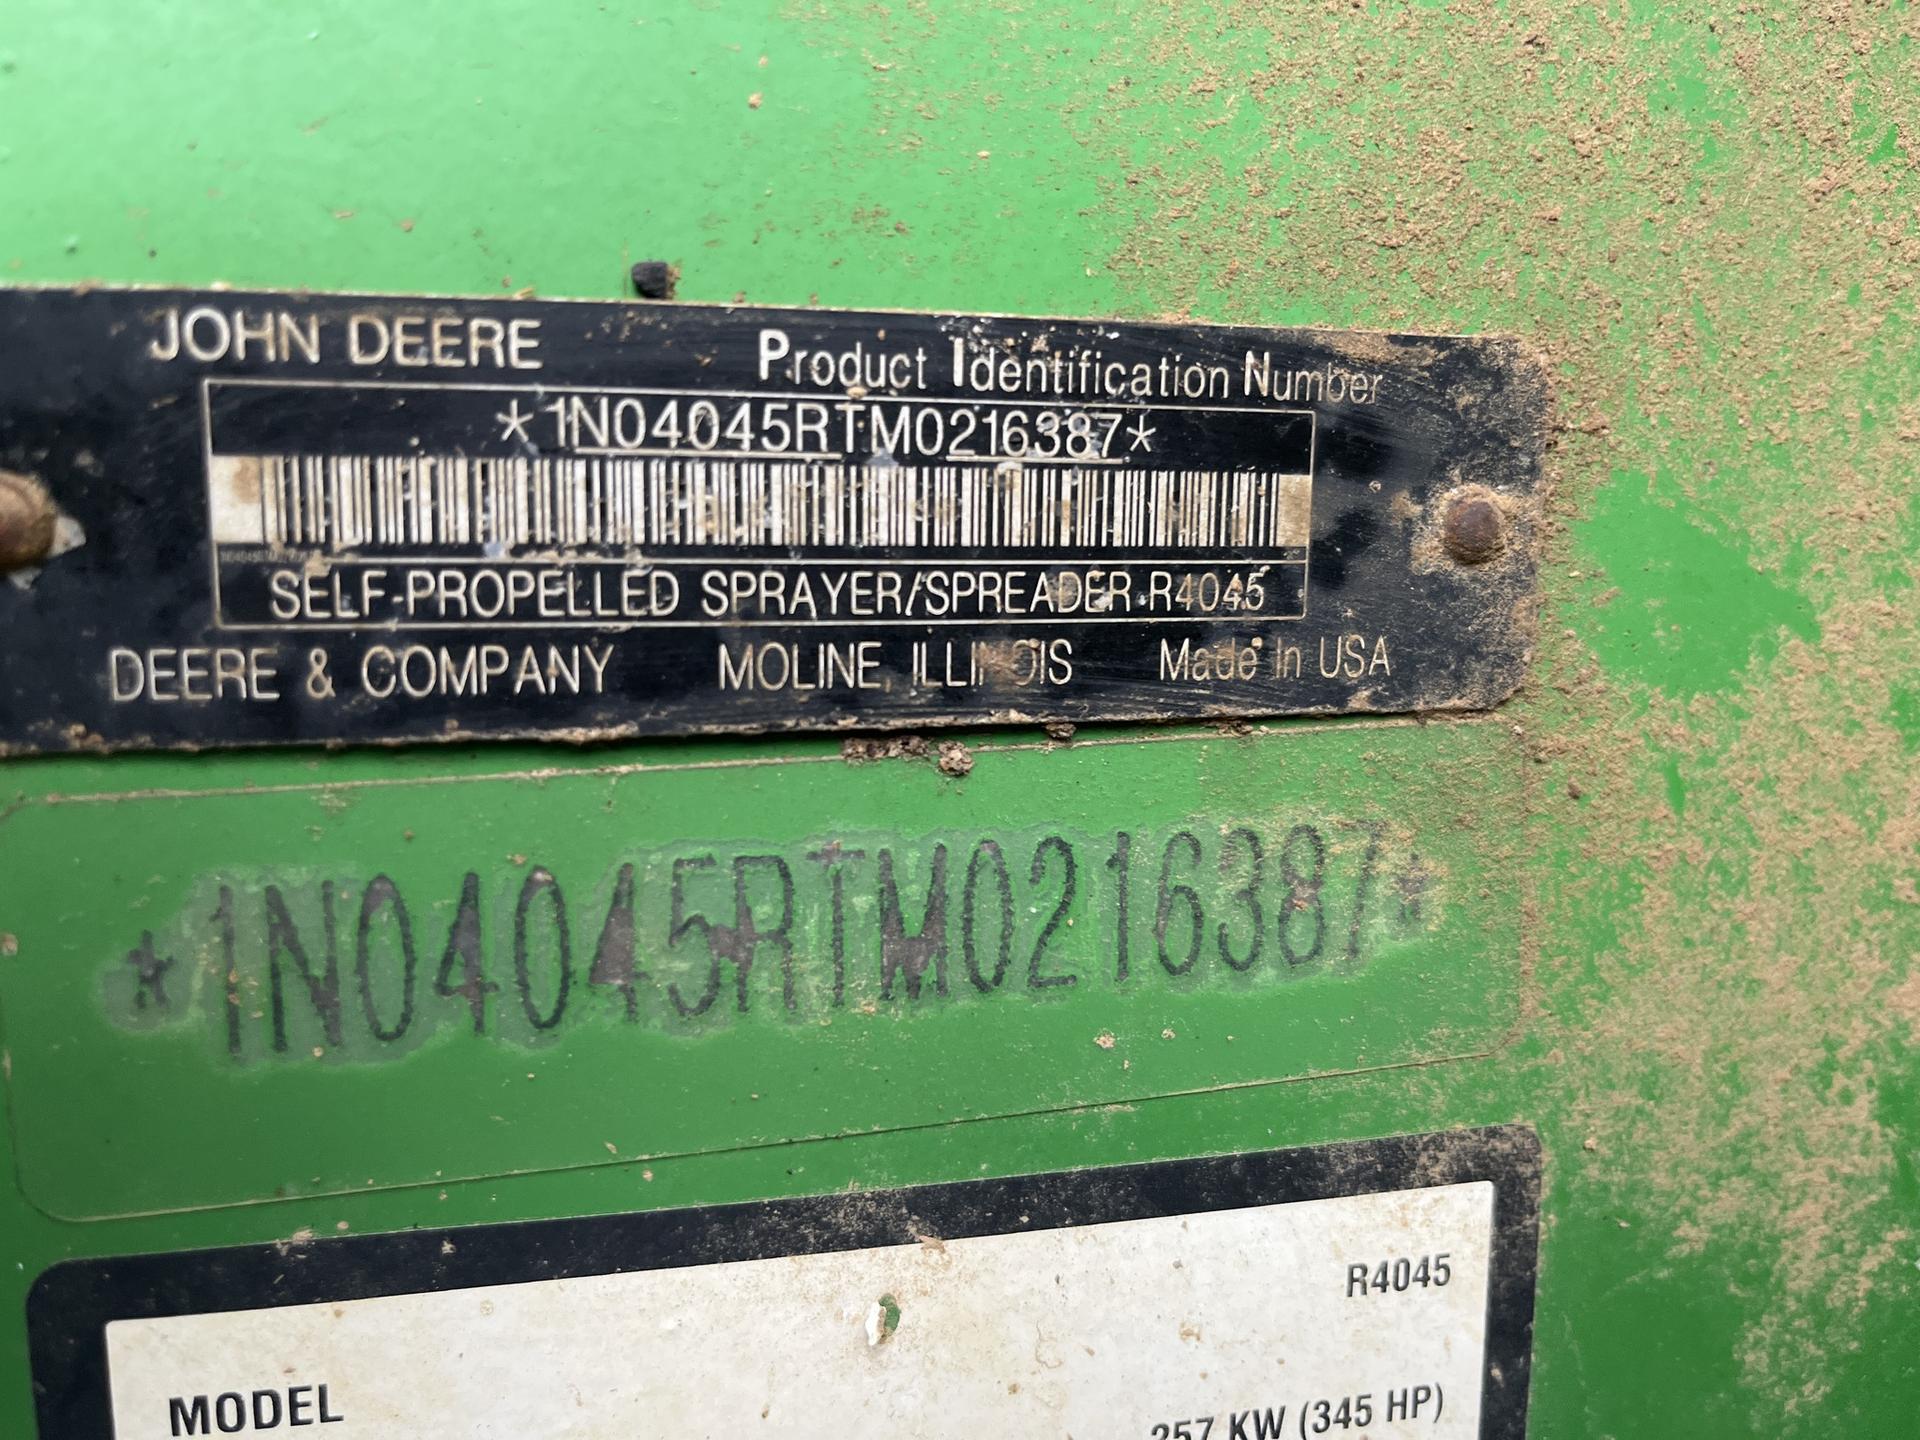 JOHN DEERE Product Identification Number
*1N04045RTM0216387*
SELF-PROPELLED SPRAYER/SPREADER R4045
DEERE & COMPANY MOLINE, ILLINOIS Made In USA
*1N04045RTM0216387*
R4045
MODEL
257 KW (345 HP)